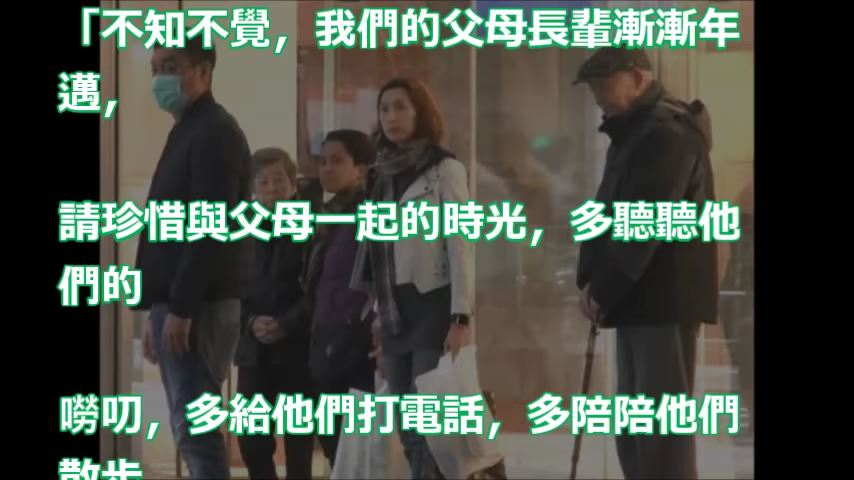 「不知不覺，我們的父母長輩漸漸年
邁，
請珍惜與父母一起的時光，多聽聽他
們的
嘮叨，多給他們打電話，多陪陪他們
散步